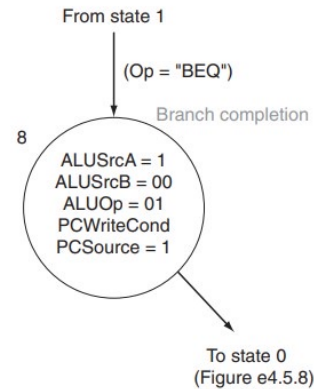 From state 1
(Op = "BEQ")
Branch completion
8
ALUSrcA = 1
ALUSrcB = 00
ALUOp = 01
PCWriteCond
PCSource = 1
To state 0
(Figure e4.5.8)